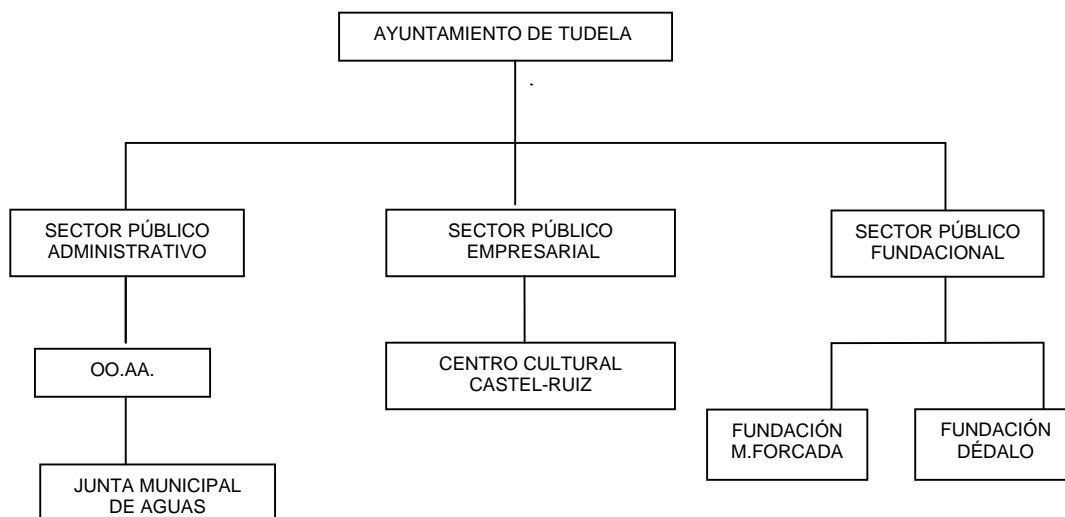 AYUNTAMIENTO DE TUDELA
SECTOR PÚBLICO
ADMINISTRATIVO
SECTOR PÚBLICO
EMPRESARIAL
SECTOR PÚBLICO
FUNDACIONAL
OO.AA.
CENTRO CULTURAL
CASTEL-RUIZ
FUNDACIÓN
M.FORCADA
FUNDACIÓN
DÉDALO
JUNTA MUNICIPAL
DE AGUAS